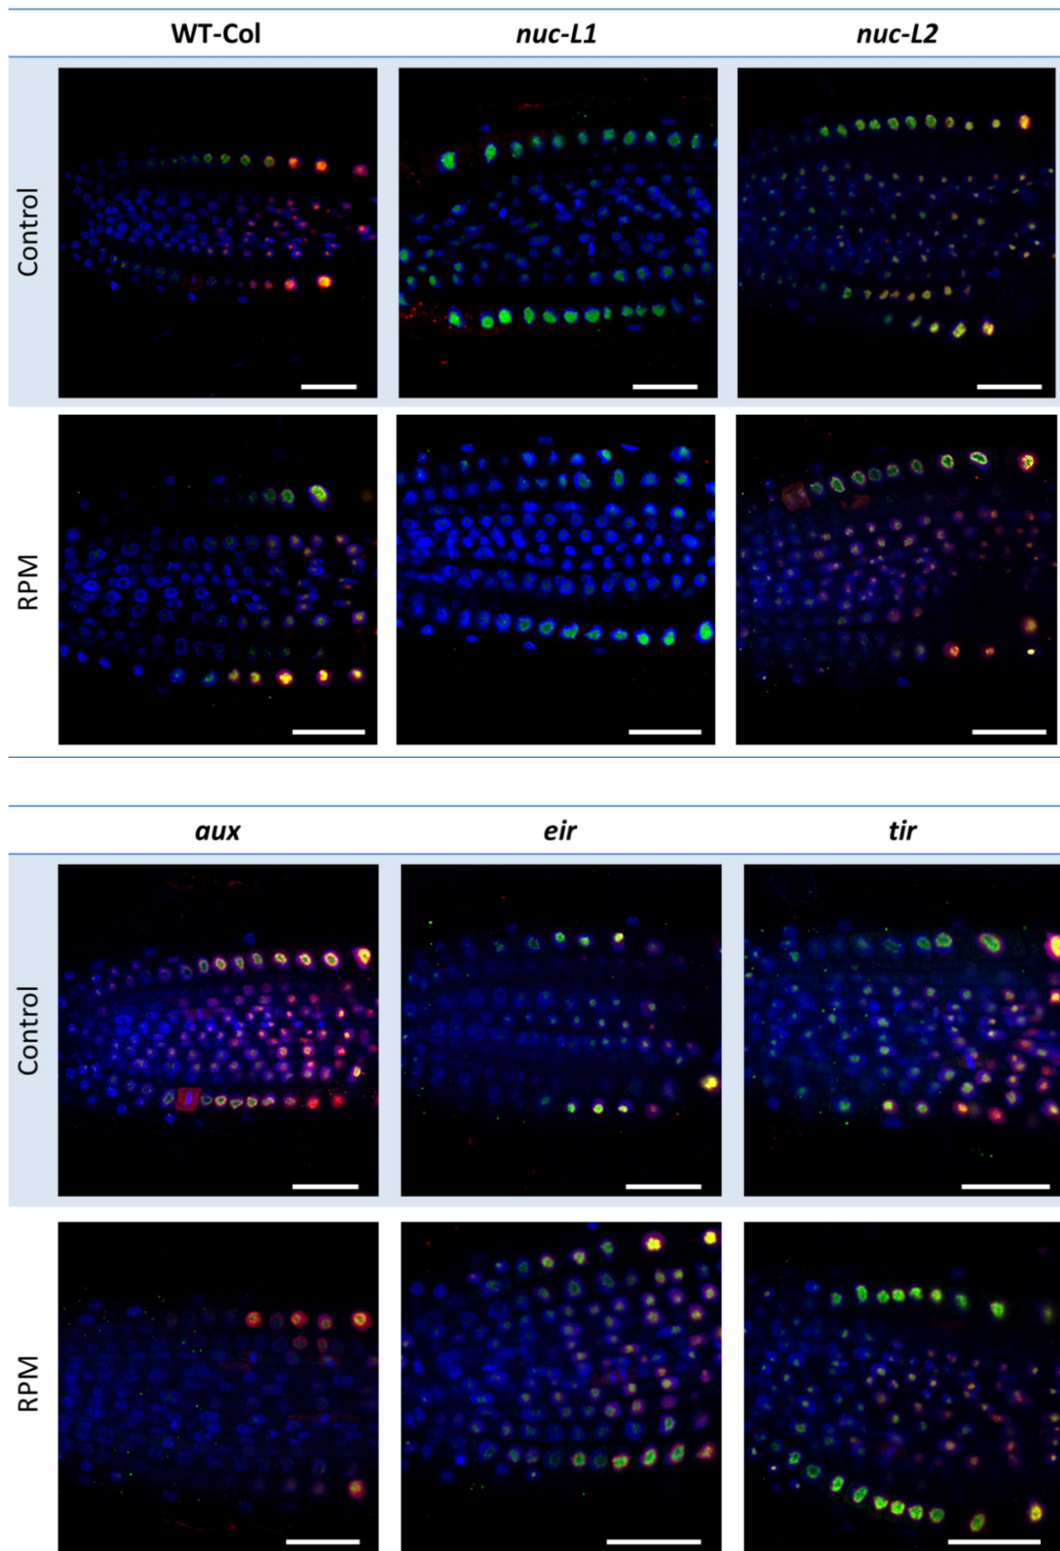 WT-Col nuc-L1 nuc-L2
Control
RPM
aux eir tir
Control
RPM